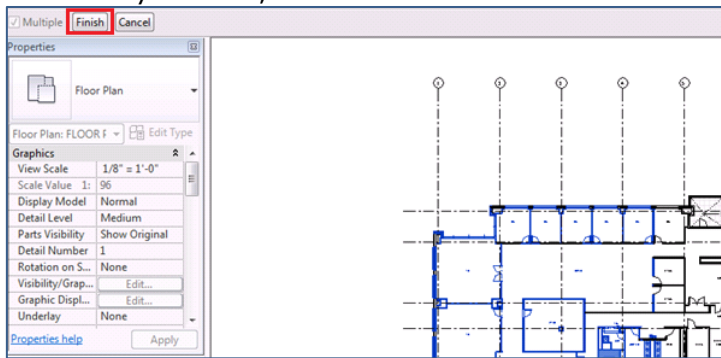 Multiple Finish Cancel
Properties
Floor Plan
Floor Plan: FLOOR F Edit Type
Graphics
View Scale 1/8" = 1'-0"
Scale Value 1: 96
Display Model Normal
Detail Level Medium
Parts Visibility Show Original
Detail Number 1
Rotation on S... None
Visibility/Grap... Edit...
Graphic Displ... Edit...
Underlay None
Properties help Apply